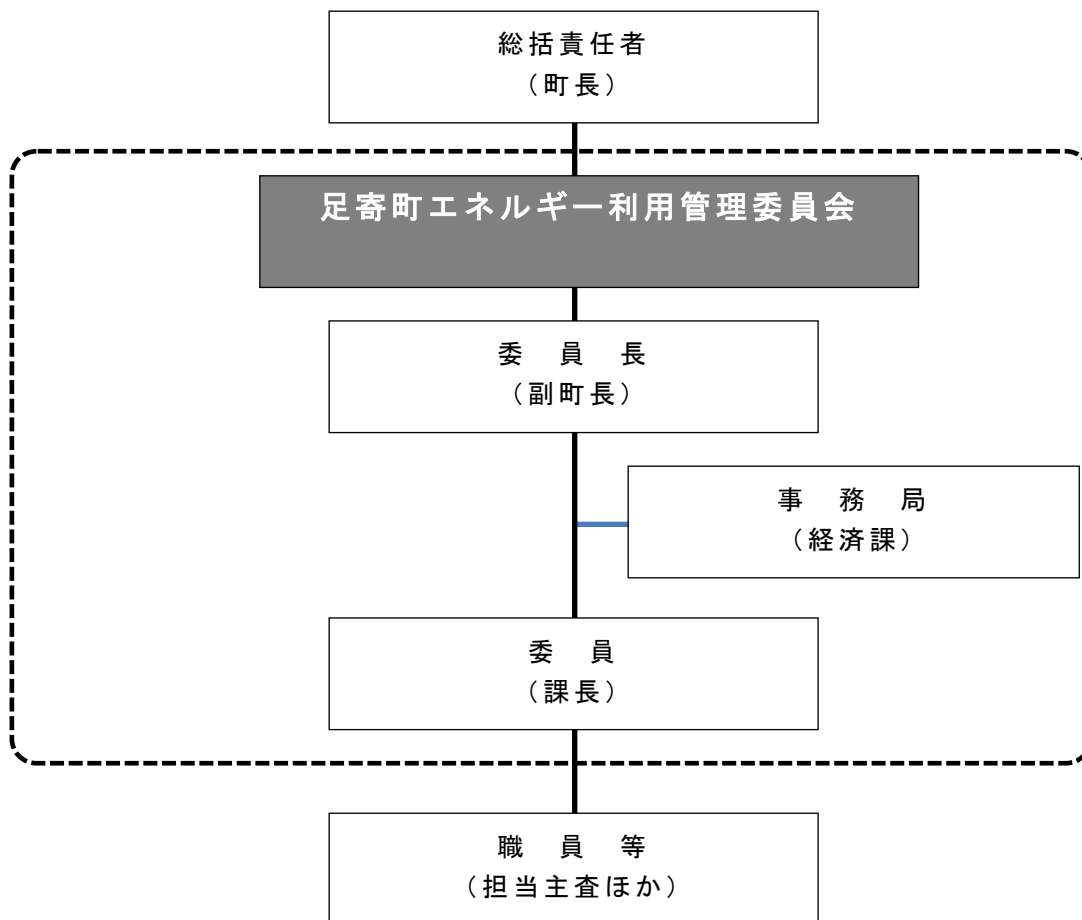 総括責任者
（町長）
足寄町エネルギー利用管理委員会
委　員　長
（副町長）
事　務　局
（経済課）
委　員
（課長）
職　員　等
（担当主査ほか）